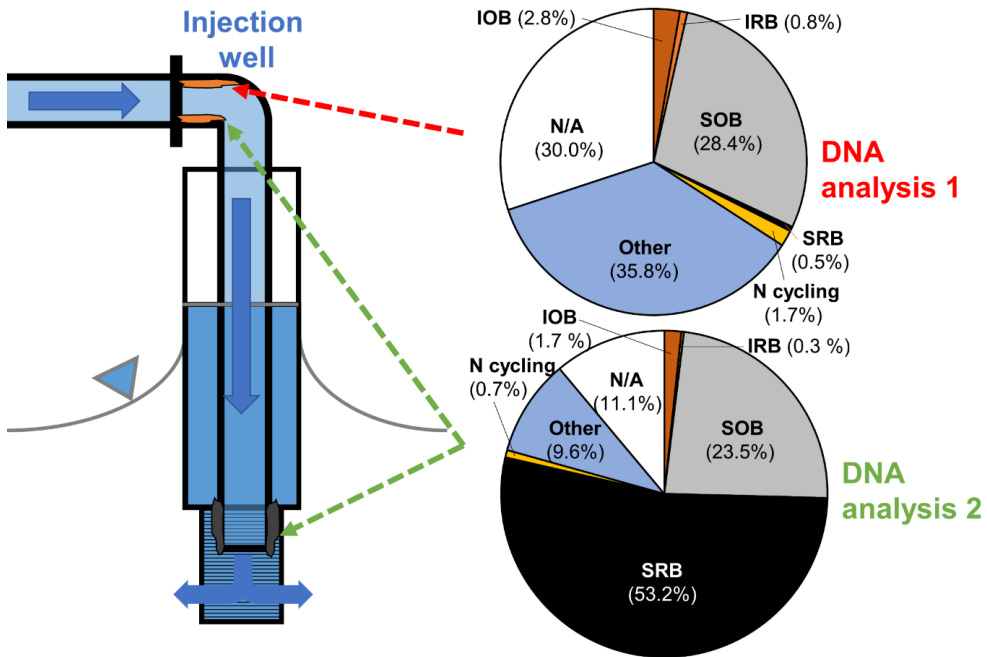 Injection
well
IOB (2.8%)
IRB (0.8%)
N/A
(30.0%)
SOB
(28.4%)
DNA
analysis 1
Other
(35.8%)
SRB
(0.5%)
N cycling
(1.7%)
IOB
(1.7 %)
IRB (0.3 %)
N cycling
(0.7%)
N/A
(11.1%)
Other
(9.6%)
SOB
(23.5%)
DNA
analysis 2
SRB
(53.2%)